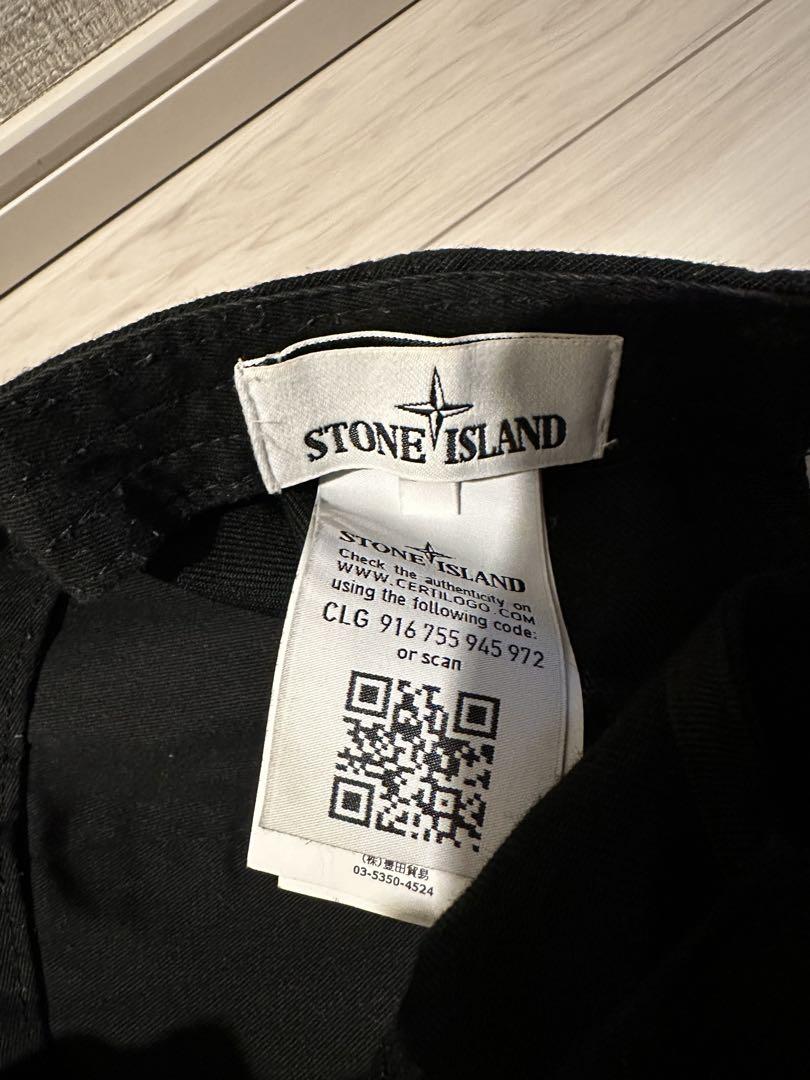 STONE ISLAND
STONE ISLAND
Check the authenticity on
WWW.CERTILOGO.COM
using the following code:
CLG 916 755 945 972
or scan
(株)豊田貿易
03-5350-4524